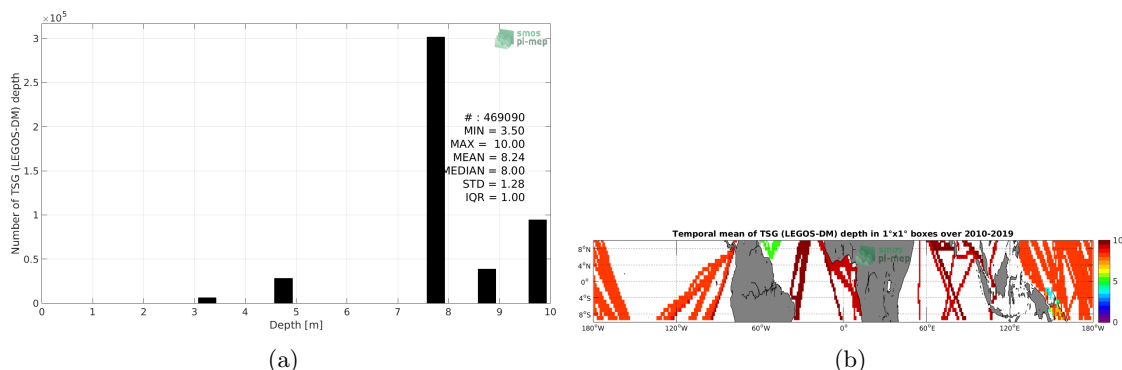 ×10⁵
smos
pi-mep
3
2.5
2
1.5
1
0.5
0
Number of TSG (LEGOS-DM) depth
# : 469090
MIN = 3.50
MAX = 10.00
MEAN = 8.24
MEDIAN = 8.00
STD = 1.28
IQR = 1.00
0 1 2 3 4 5 6 7 8 9 10
Depth [m]
(a)
Temporal mean of TSG (LEGOS-DM) depth in 1°x1° boxes over 2010-2019
smos
pi-mep
8°N
4°N
0°
4°S
8°S
180°W 120°W 60°W 0° 60°E 120°E 180°W
10
5
0
(b)